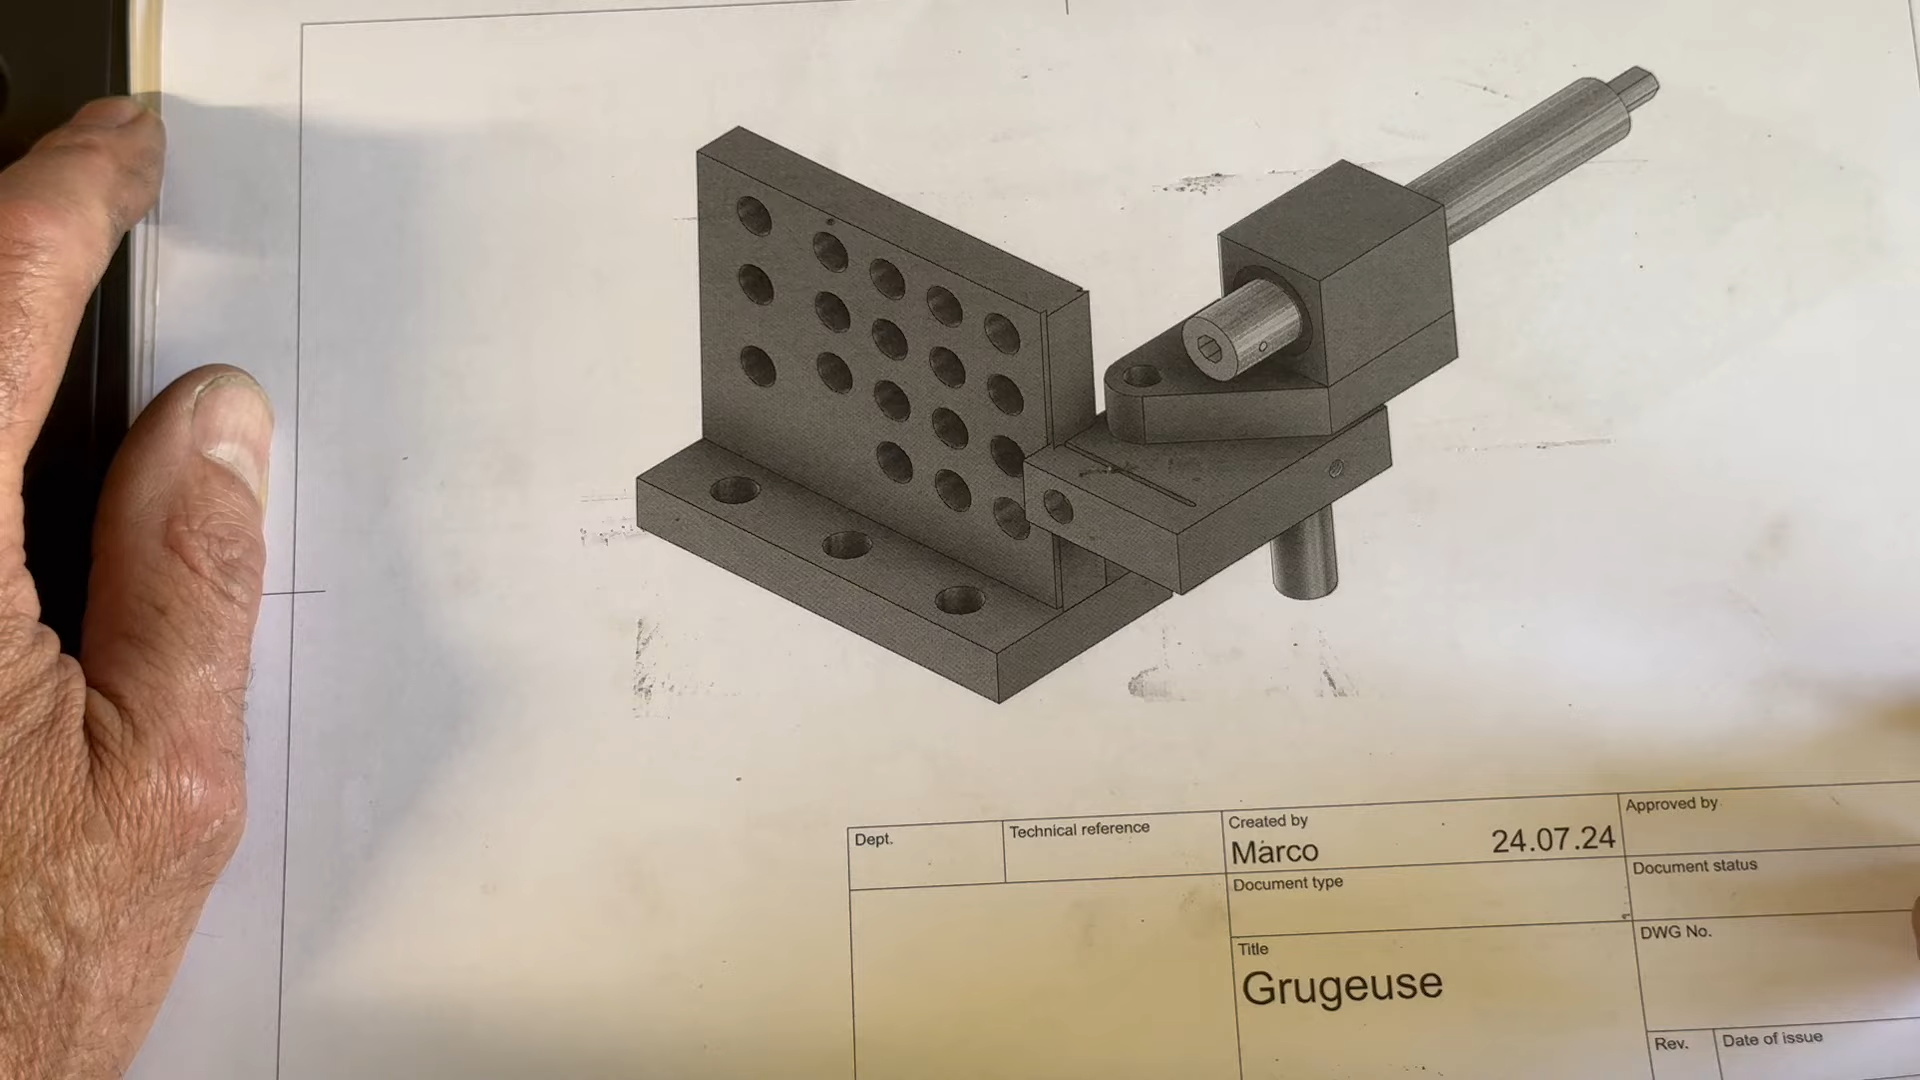 Dept.
Technical reference
Created by
Marco 24.07.24
Approved by
Document type
Document status
Title
Grugeuse
DWG No.
Rev.
Date of issue